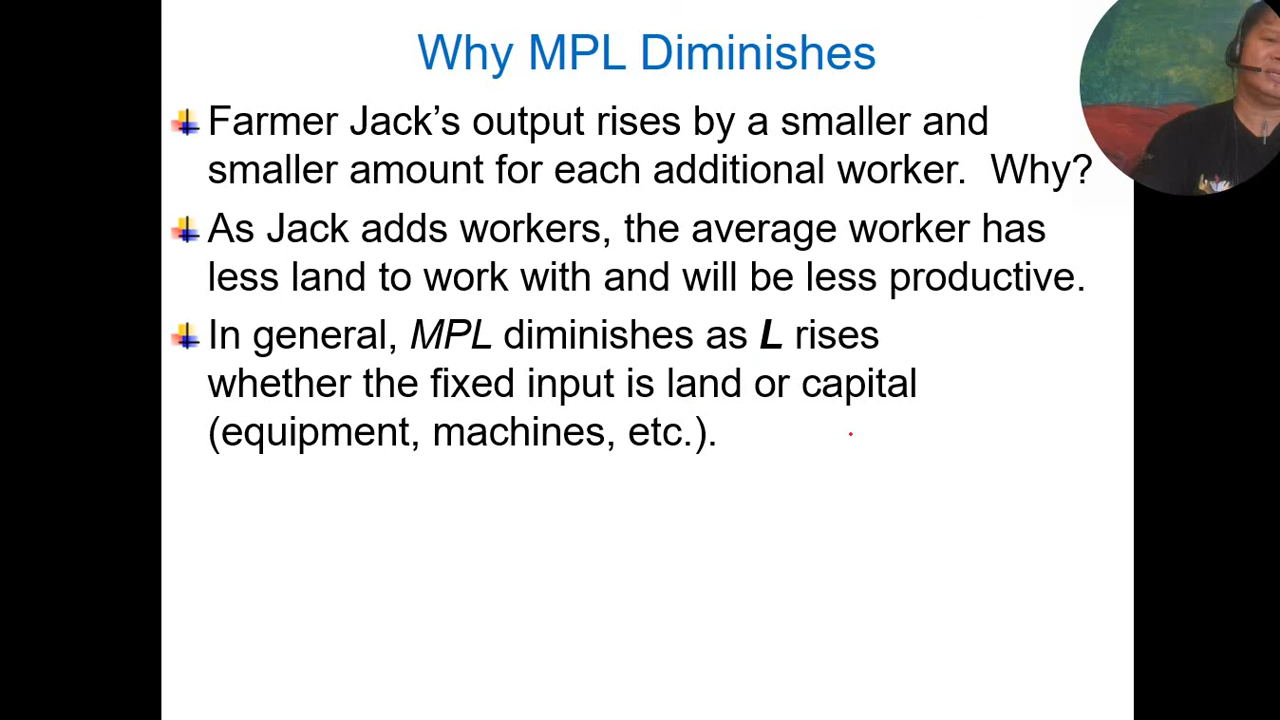 Why MPL Diminishes
Farmer Jack’s output rises by a smaller and
smaller amount for each additional worker.  Why?
As Jack adds workers, the average worker has
less land to work with and will be less productive.
In general, MPL diminishes as L rises
whether the fixed input is land or capital
(equipment, machines, etc.).